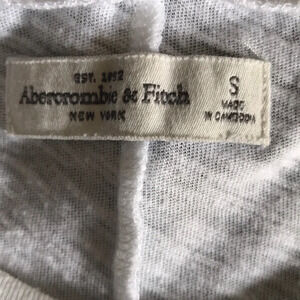 EST. 1892
Abercrombie & Fitch
NEW YORK
S
MADE
IN CAMBODIA